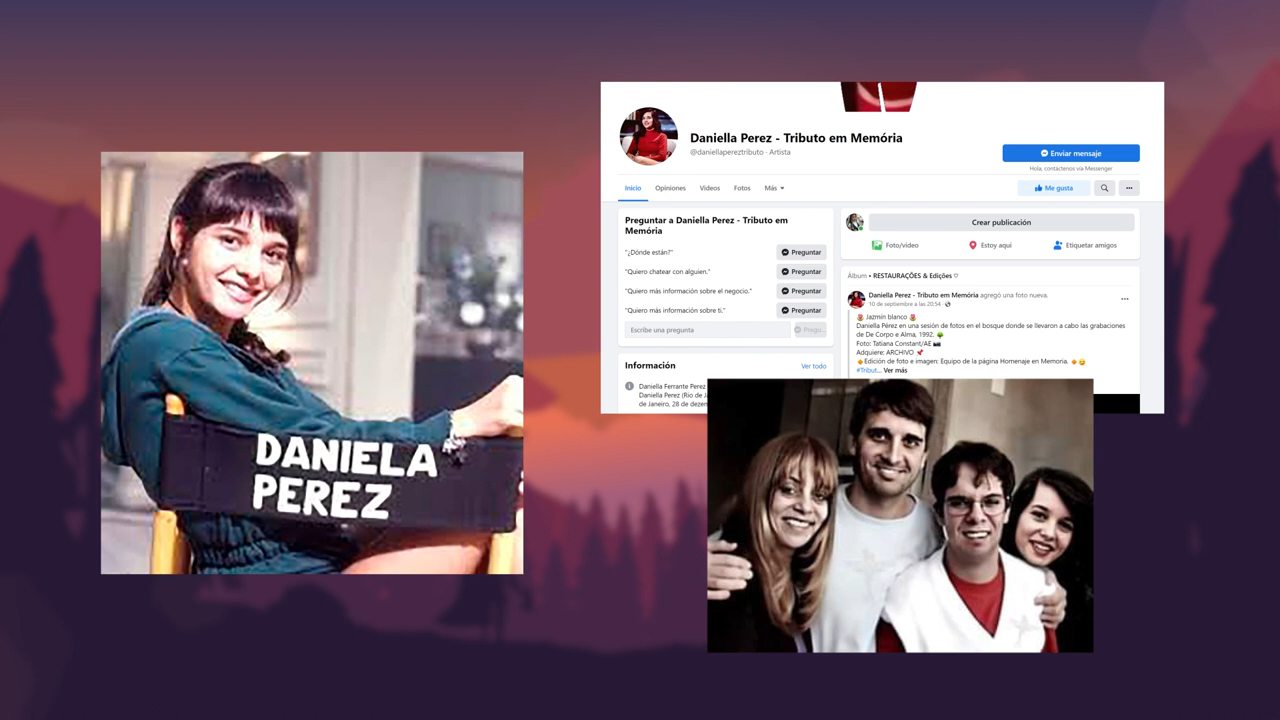 DANIELA
PEREZ
Daniella Perez - Tributo em Memória
@daniellapereztributo · Artista
Enviar mensaje
Hola, contáctenos vía Messenger
Inicio
Opiniones
Videos
Fotos
Más
Me gusta
Preguntar a Daniella Perez - Tributo em
Memória
"¿Dónde están?"
Preguntar
"Quiero chatear con alguien."
Preguntar
"Quiero más información sobre el negocio."
Preguntar
"Quiero más información sobre ti."
Preguntar
Escribe una pregunta
Pregu...
Información
Ver todo
Daniella Ferrante Perez
Daniella Perez (Rio de Ja
de Janeiro, 28 de dezem
Crear publicación
Foto/video
Estoy aquí
Etiquetar amigos
Álbum • RESTAURAÇÕES & Edições ♡
Daniella Perez - Tributo em Memória agregó una foto nueva.
10 de septiembre a las 20:54 ·
Jazmín blanco
Daniella Pérez en una sesión de fotos en el bosque donde se llevaron a cabo las grabaciones
de De Corpo e Alma, 1992.
Foto: Tatiana Constant/AE
Adquiere: ARCHIVO
Edición de foto e imagen: Equipo de la página Homenaje en Memoria.
#Tribut... Ver más